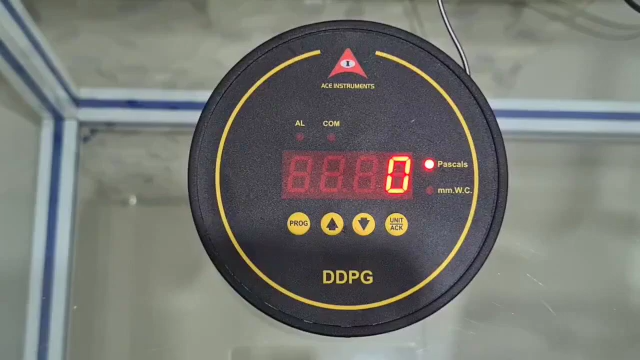 ACE INSTRUMENTS
AL COM
0 Pascals
mm.W.C.
PROG UNIT ACK
DDPG